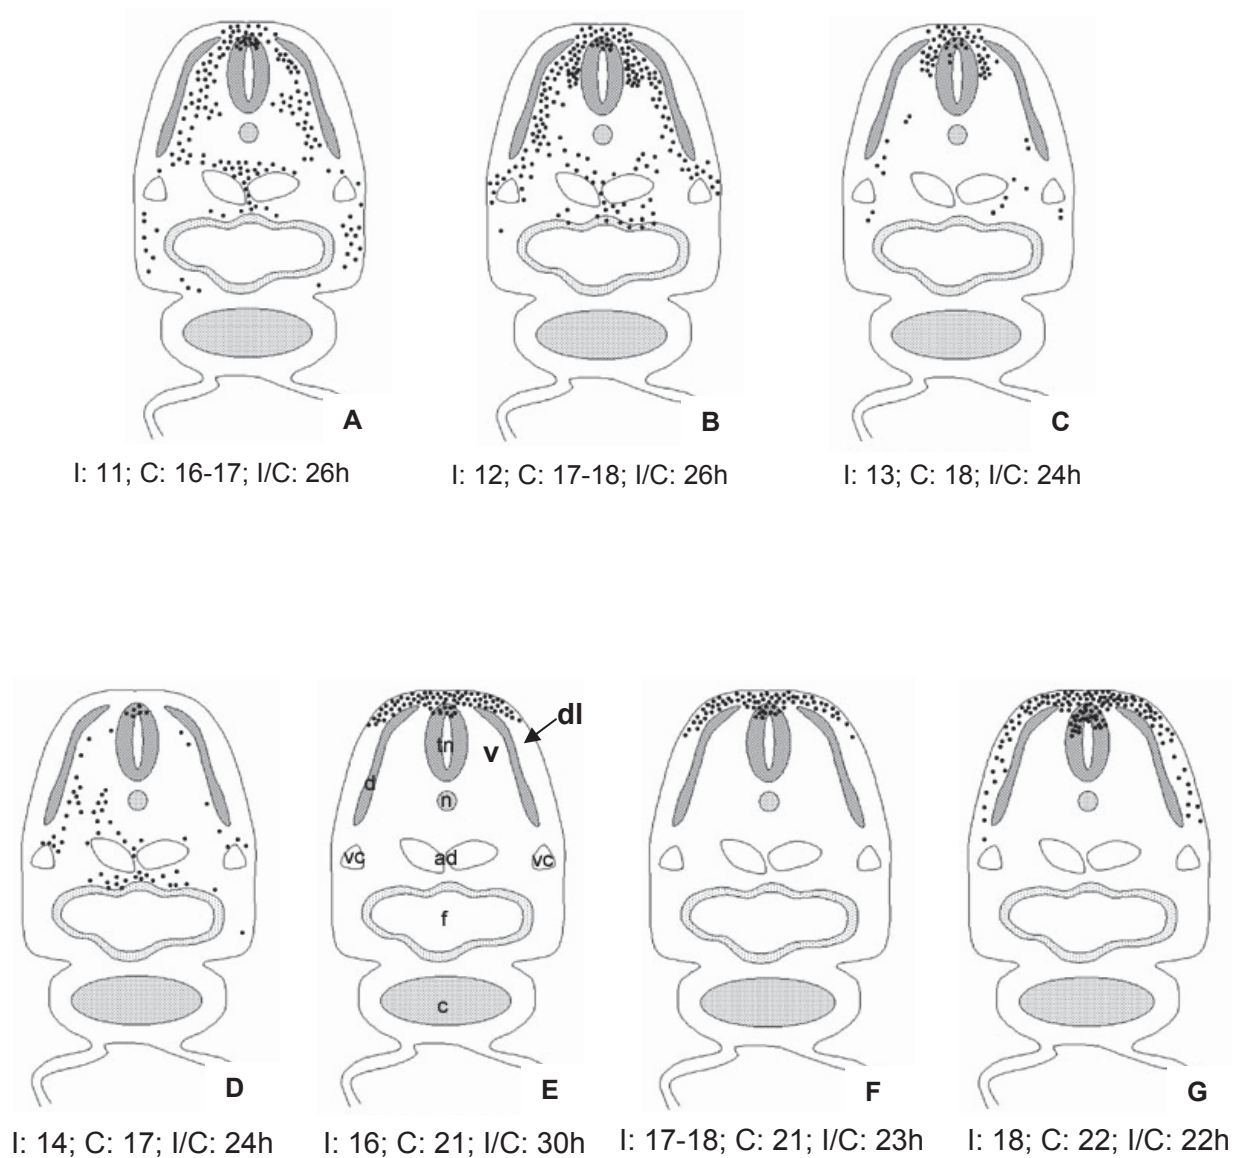 A
B
C
I: 11; C: 16-17; I/C: 26h
I: 12; C: 17-18; I/C: 26h
I: 13; C: 18; I/C: 24h
dl
tn
v
d
n
vc
ad
vc
f
c
D
E
F
G
I: 14; C: 17; I/C: 24h
I: 16; C: 21; I/C: 30h
I: 17-18; C: 21; I/C: 23h
I: 18; C: 22; I/C: 22h